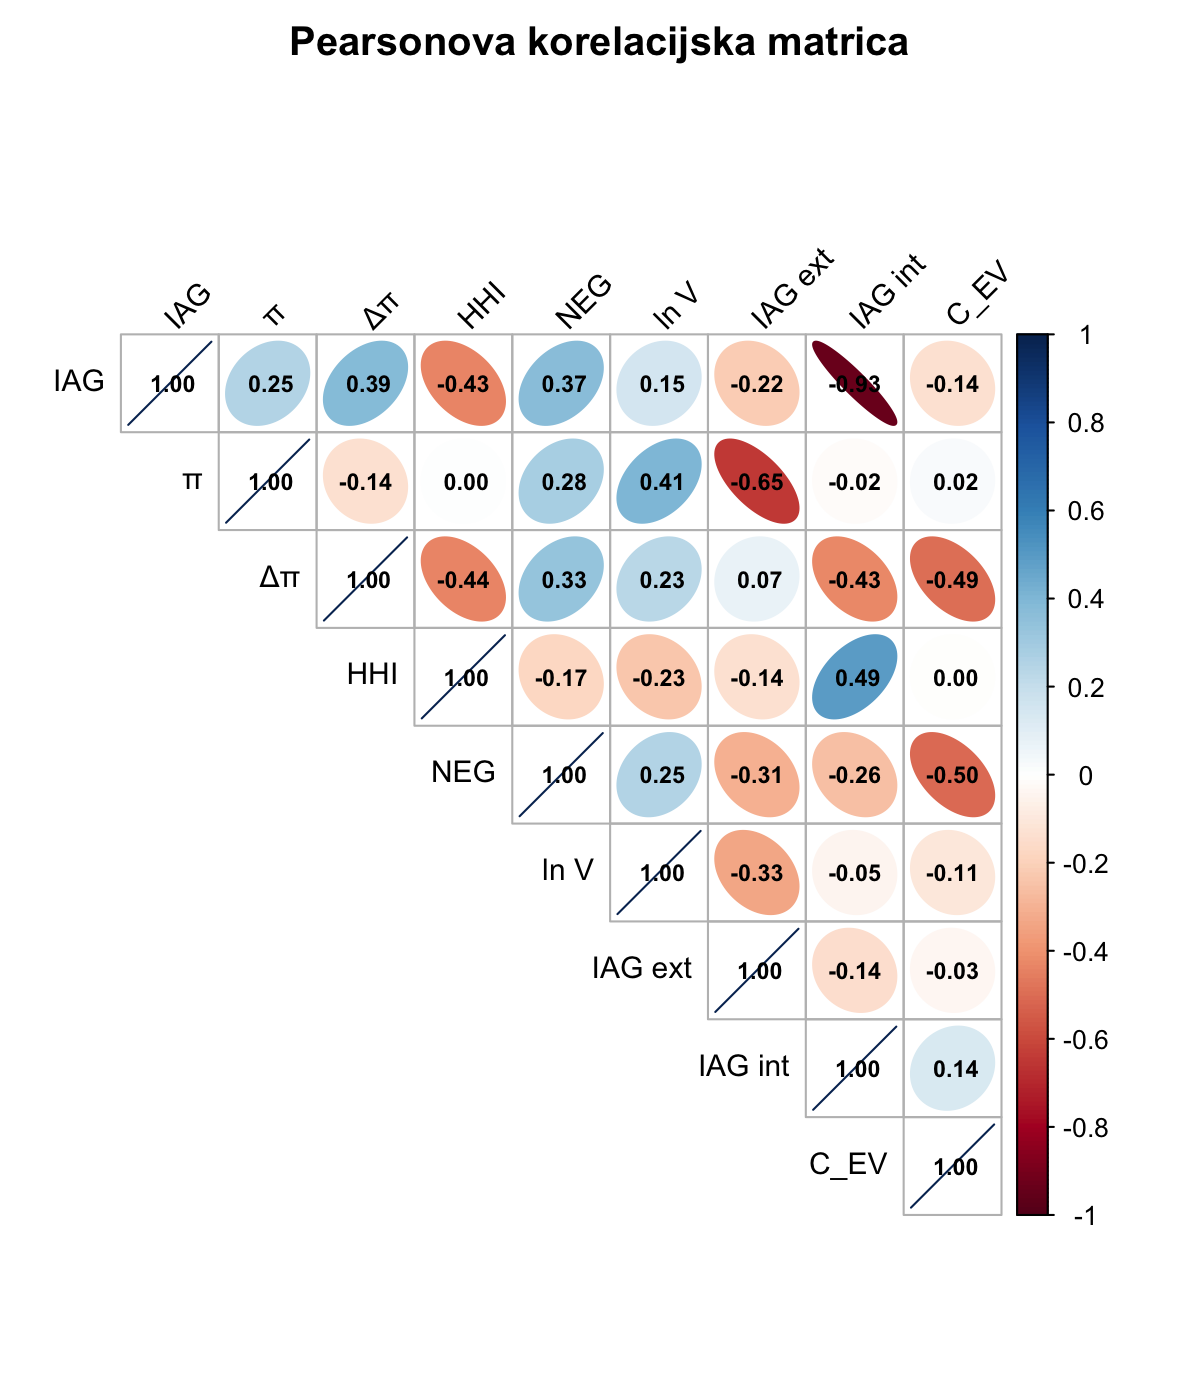 Pearsonova korelacijska matrica
IAG π Δπ HHI NEG ln V IAG ext IAG int C_EV
IAG 1.00 0.25 0.39 -0.43 0.37 0.15 -0.22 -0.93 -0.14
π 1.00 -0.14 0.00 0.28 0.41 -0.65 -0.02 0.02
Δπ 1.00 -0.44 0.33 0.23 0.07 -0.43 -0.49
HHI 1.00 -0.17 -0.23 -0.14 0.49 0.00
NEG 1.00 0.25 -0.31 -0.26 -0.50
ln V 1.00 -0.33 -0.05 -0.11
IAG ext 1.00 -0.14 -0.03
IAG int 1.00 0.14
C_EV 1.00
1
0.8
0.6
0.4
0.2
0
-0.2
-0.4
-0.6
-0.8
-1